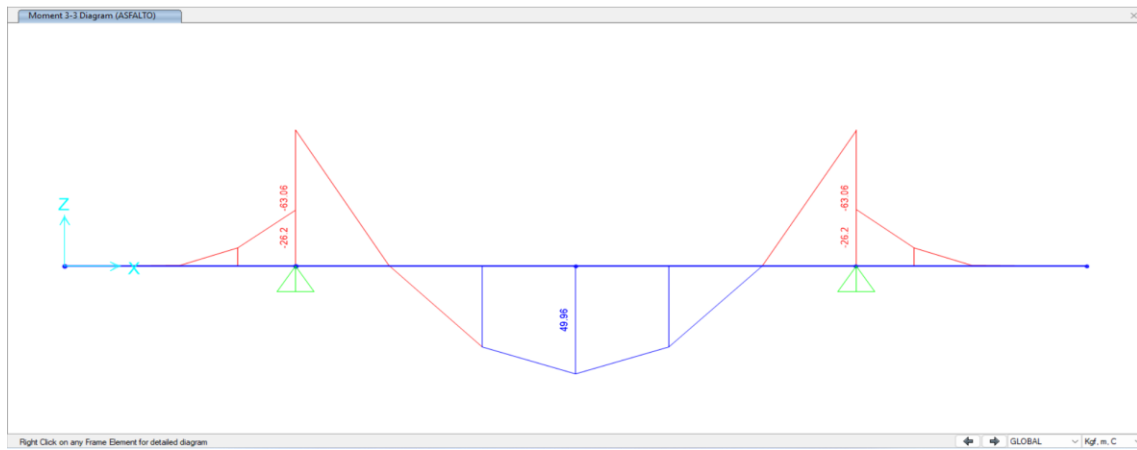 Moment 3-3 Diagram (ASFALTO)
Z
X
-63.06
-26.2
49.96
-63.06
-26.2
Right Click on any Frame Element for detailed diagram
GLOBAL
Kgf, m, C